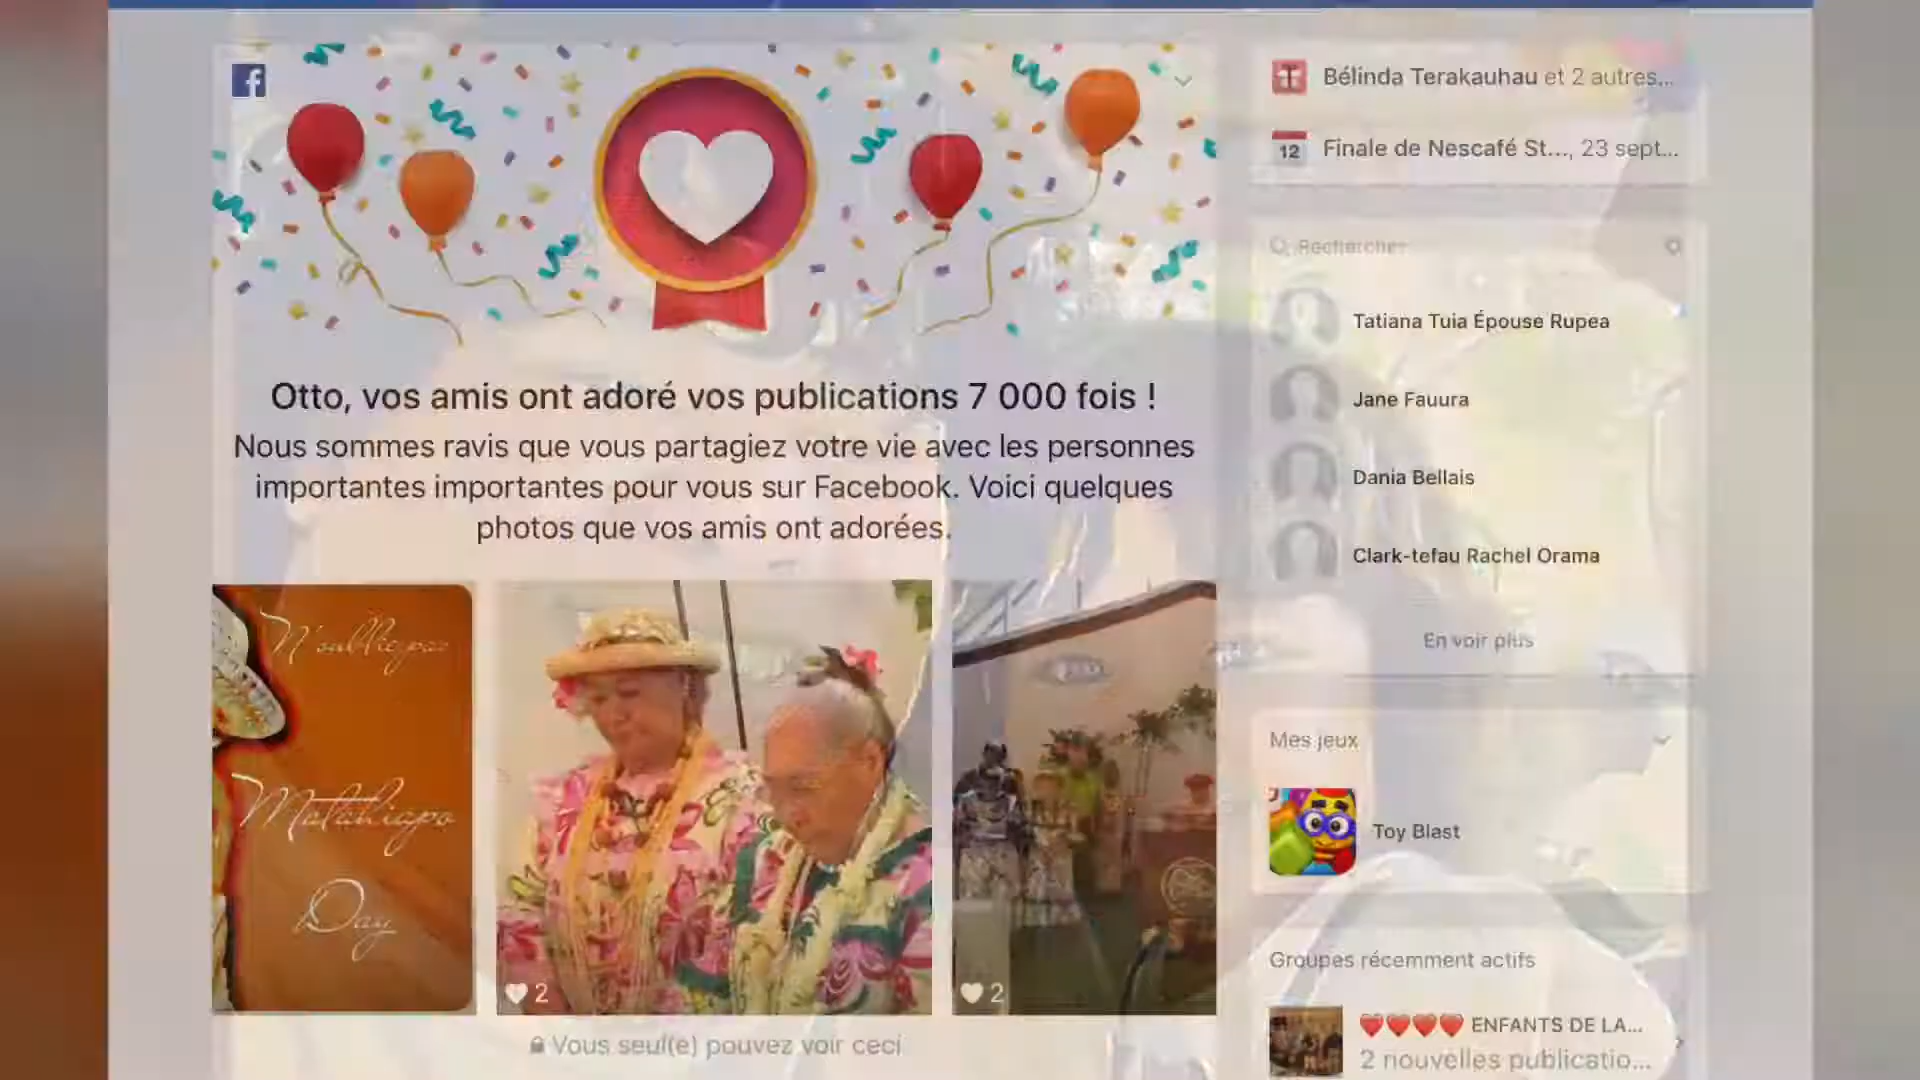 Otto, vos amis ont adoré vos publications 7 000 fois !
Nous sommes ravis que vous partagiez votre vie avec les personnes
importantes importantes pour vous sur Facebook. Voici quelques
photos que vos amis ont adorées.
N'oublie pas
Matahiapo
Day
2
2
Vous seul(e) pouvez voir ceci
Bélinda Terakauhau et 2 autres...
12
Finale de Nescafé St..., 23 sept...
Rechercher
Tatiana Tuia Épouse Rupea
Jane Fauura
Dania Bellais
Clark-tefau Rachel Orama
En voir plus
Mes jeux
Toy Blast
Groupes récemment actifs
ENFANTS DE LA...
2 nouvelles publicatio...